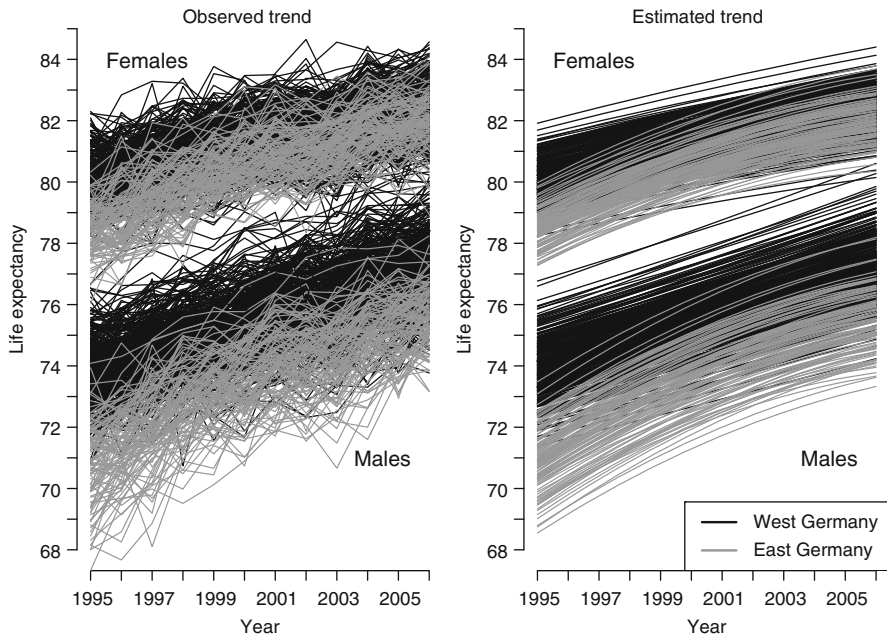 Observed trend
Females
Males
Life expectancy
84
82
80
78
76
74
72
70
68
1995
1997
1999
2001
2003
2005
Year
Estimated trend
Females
Males
Life expectancy
84
82
80
78
76
74
72
70
68
West Germany
East Germany
1995
1997
1999
2001
2003
2005
Year